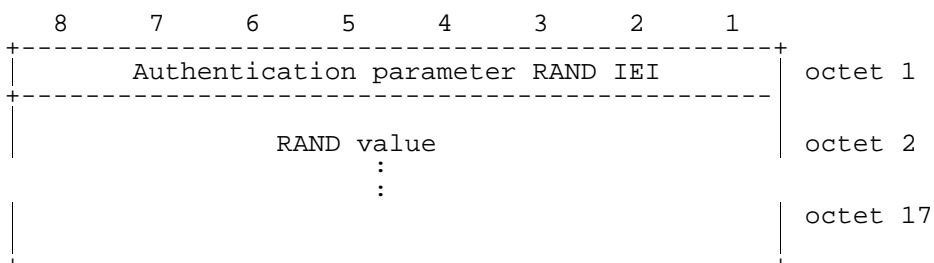 8 7 6 5 4 3 2 1
+-----------------------------------------------+
| Authentication parameter RAND IEI | octet 1
+-----------------------------------------------
RAND value | octet 2
:
:
| | octet 17